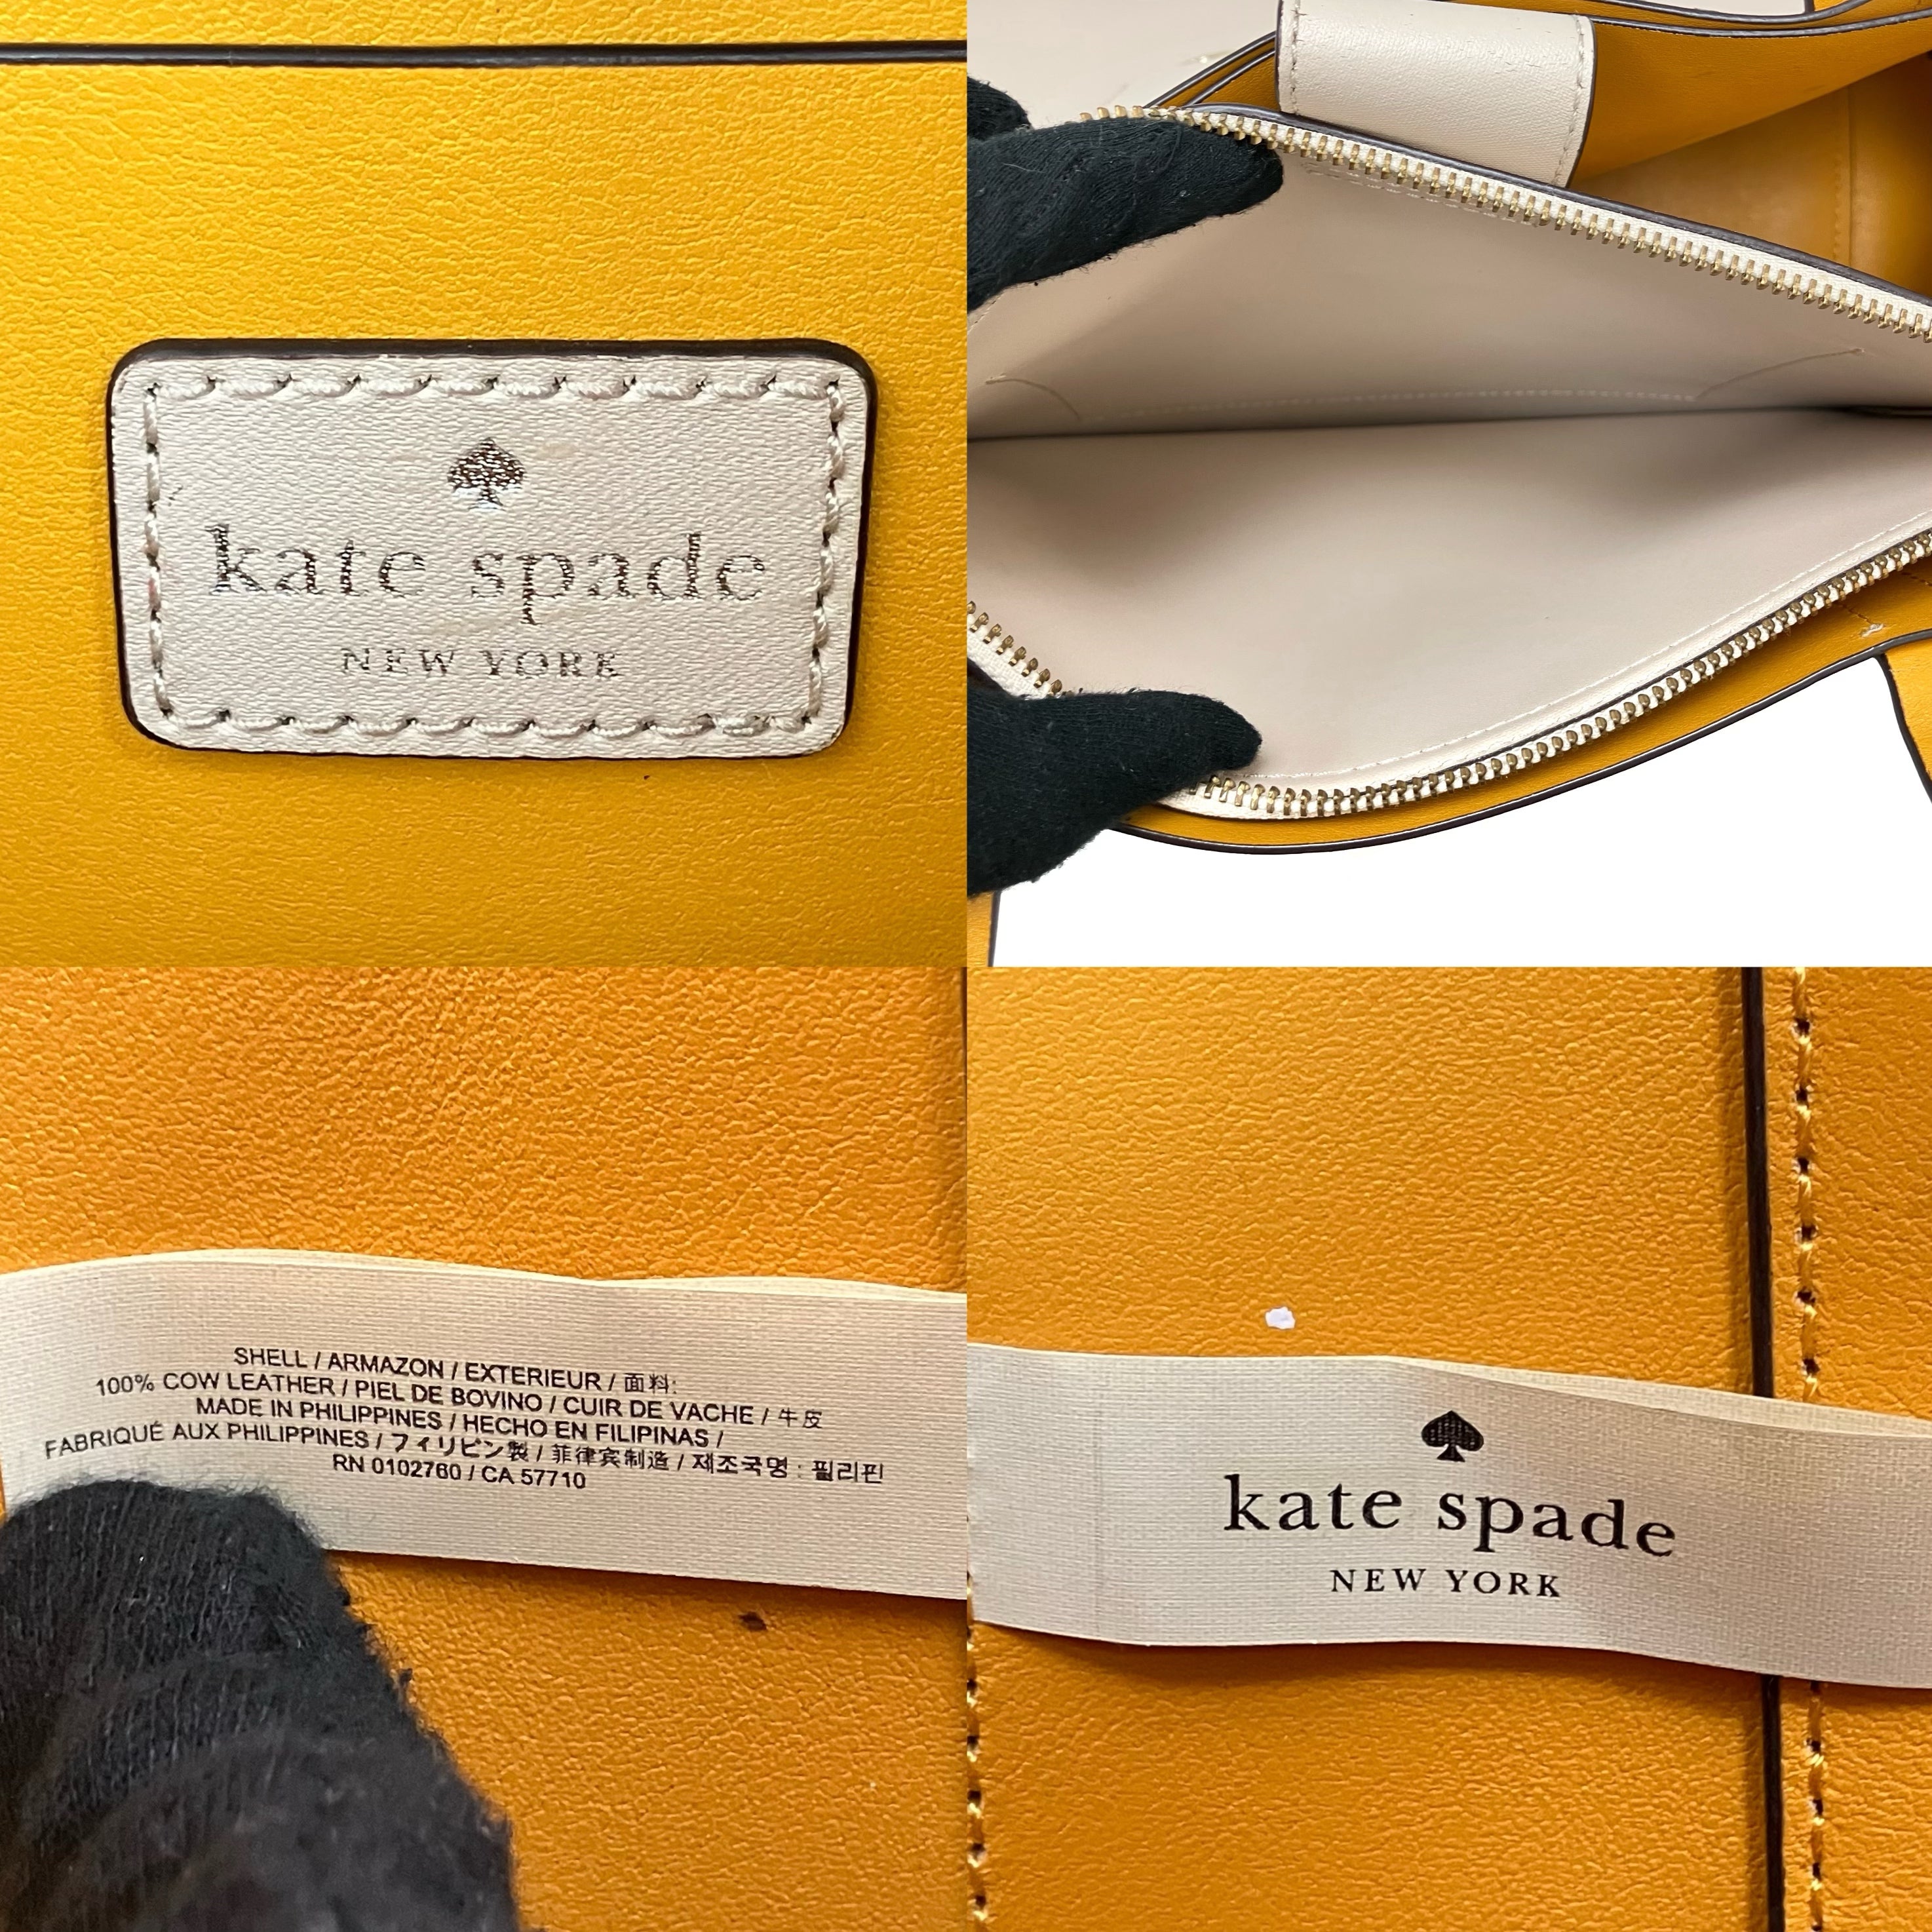 kate spade
NEW YORK
SHELL / ARMAZON / EXTERIEUR / 面料:
100% COW LEATHER / PIEL DE BOVINO / CUIR DE VACHE / 牛皮
MADE IN PHILIPPINES / HECHO EN FILIPINAS /
FABRIQUÉ AUX PHILIPPINES / フィリピン製 / 菲律宾制造 / 제조국명 : 필리핀
RN 0102760 / CA 57710
kate spade
NEW YORK